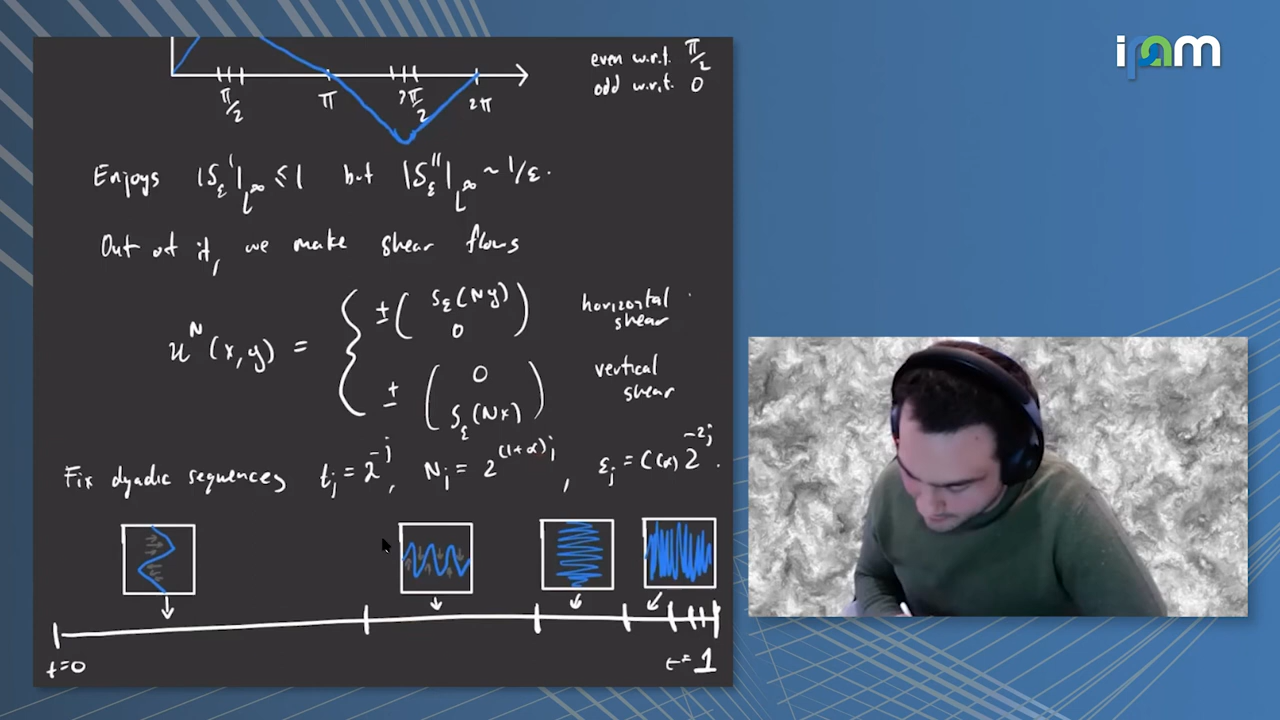 ipam
even w.r.t. π/2
odd w.r.t. 0
π/2 π 3π/2 2π
Enjoys |S_ε'|_{L^∞} ≤ 1 but |S_ε''|_{L^∞} ~ 1/ε.
Out of it, we make shear flows
u^N (x,y) = { ± ( S_ε(Ny) 0 ) horizontal shear
± ( 0 S_ε(Nx) ) vertical shear
Fix dyadic sequences t_j = 2^{-j}, N_j = 2^{(1+α)j}, ε_j = C(α) 2^{-2j}.
t=0 t=1